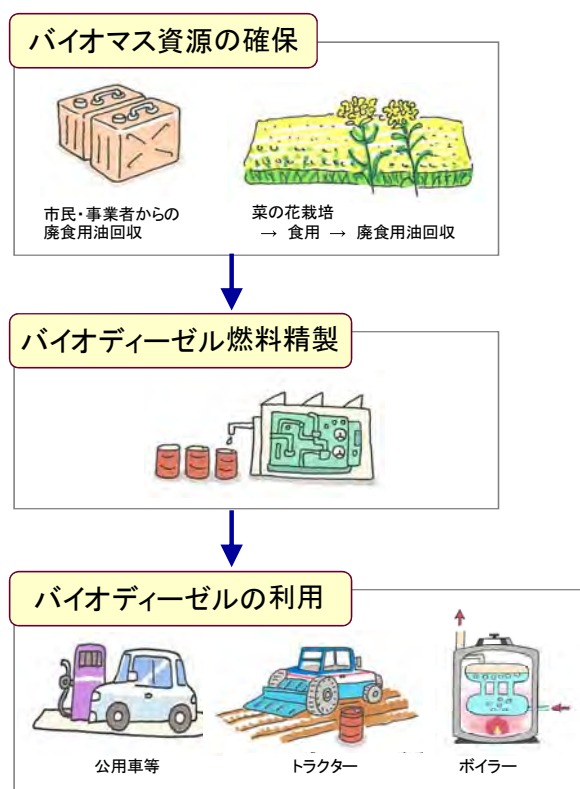 バイオマス資源の確保
市民・事業者からの
廃食用油回収
菜の花栽培
→ 食用 → 廃食用油回収
バイオディーゼル燃料精製
バイオディーゼルの利用
公用車等
トラクター
ボイラー